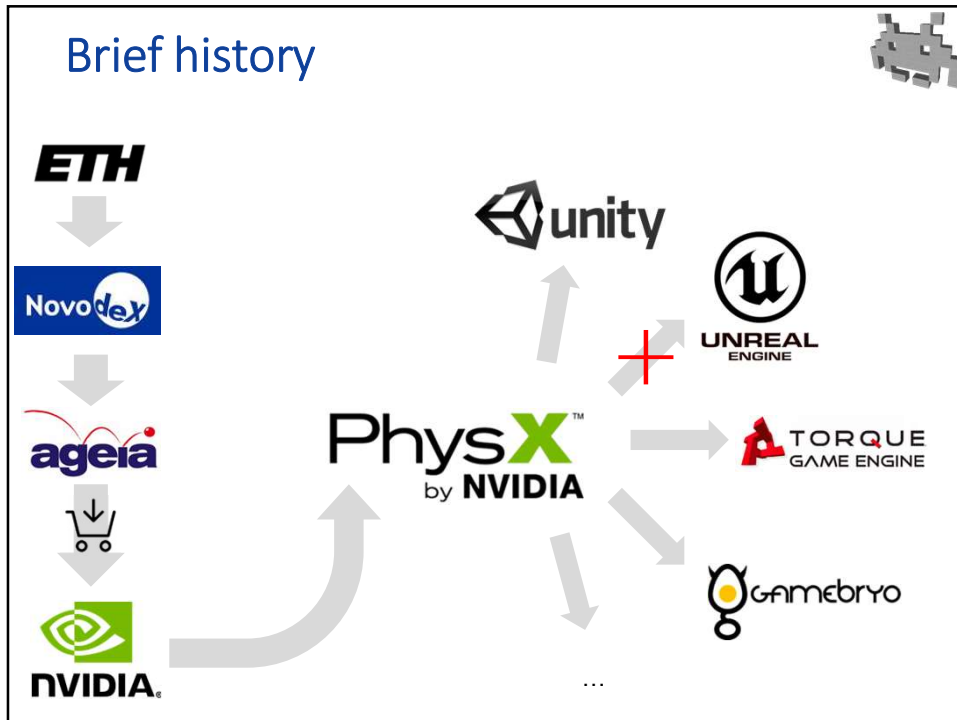 Brief history
ETH
NovodeX
ageia
NVIDIA®
PhysX™
by NVIDIA
unity
UNREAL
ENGINE
TORQUE
GAME ENGINE
Gamebryo
...